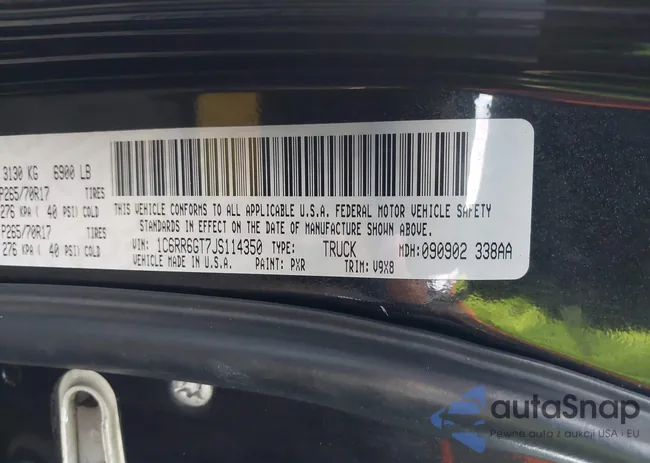 3130 KG 6900 LB
P265/70R17 TIRES
276 KPA ( 40 PSI) COLD
P265/70R17 TIRES
276 KPA ( 40 PSI) COLD
THIS VEHICLE CONFORMS TO ALL APPLICABLE U.S.A. FEDERAL MOTOR VEHICLE SAFETY
STANDARDS IN EFFECT ON THE DATE OF MANUFACTURE SHOWN ABOVE.
VIN: 1C6RR6GT7JS114350 TYPE: TRUCK MDH: 090902 338AA
VEHICLE MADE IN U.S.A. PAINT: PXR TRIM: V9X8
autaSnap
Pewne auta z aukcji USA i EU